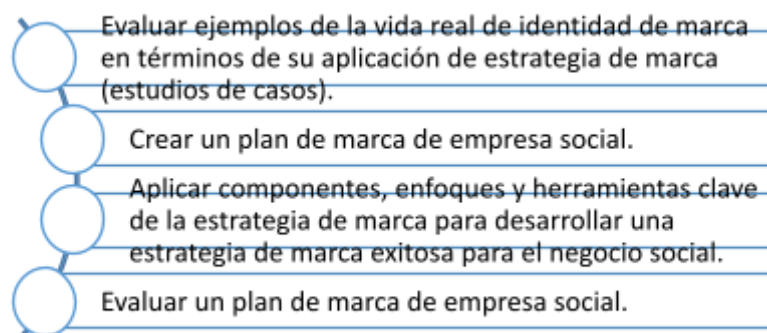 Evaluar ejemplos de la vida real de identidad de marca
en términos de su aplicación de estrategia de marca
(estudios de casos).
Crear un plan de marca de empresa social.
Aplicar componentes, enfoques y herramientas clave
de la estrategia de marca para desarrollar una
estrategia de marca exitosa para el negocio social.
Evaluar un plan de marca de empresa social.